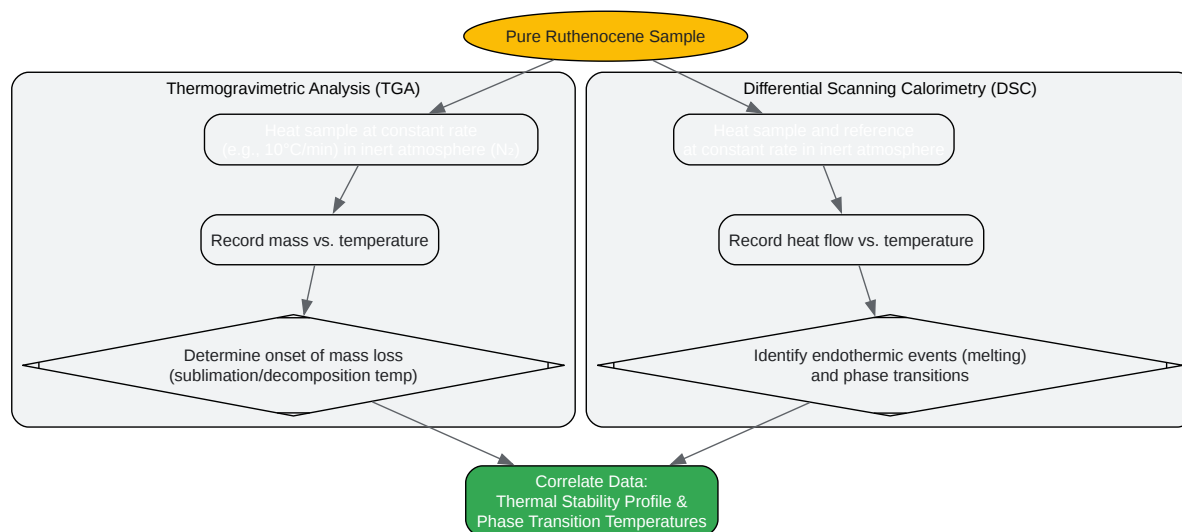 Pure Ruthenocene Sample
Thermogravimetric Analysis (TGA)
Heat sample at constant rate
(e.g., 10°C/min) in inert atmosphere (N₂)
Record mass vs. temperature
Determine onset of mass loss
(sublimation/decomposition temp)
Differential Scanning Calorimetry (DSC)
Heat sample and reference
at constant rate in inert atmosphere
Record heat flow vs. temperature
Identify endothermic events (melting)
and phase transitions
Correlate Data:
Thermal Stability Profile &
Phase Transition Temperatures